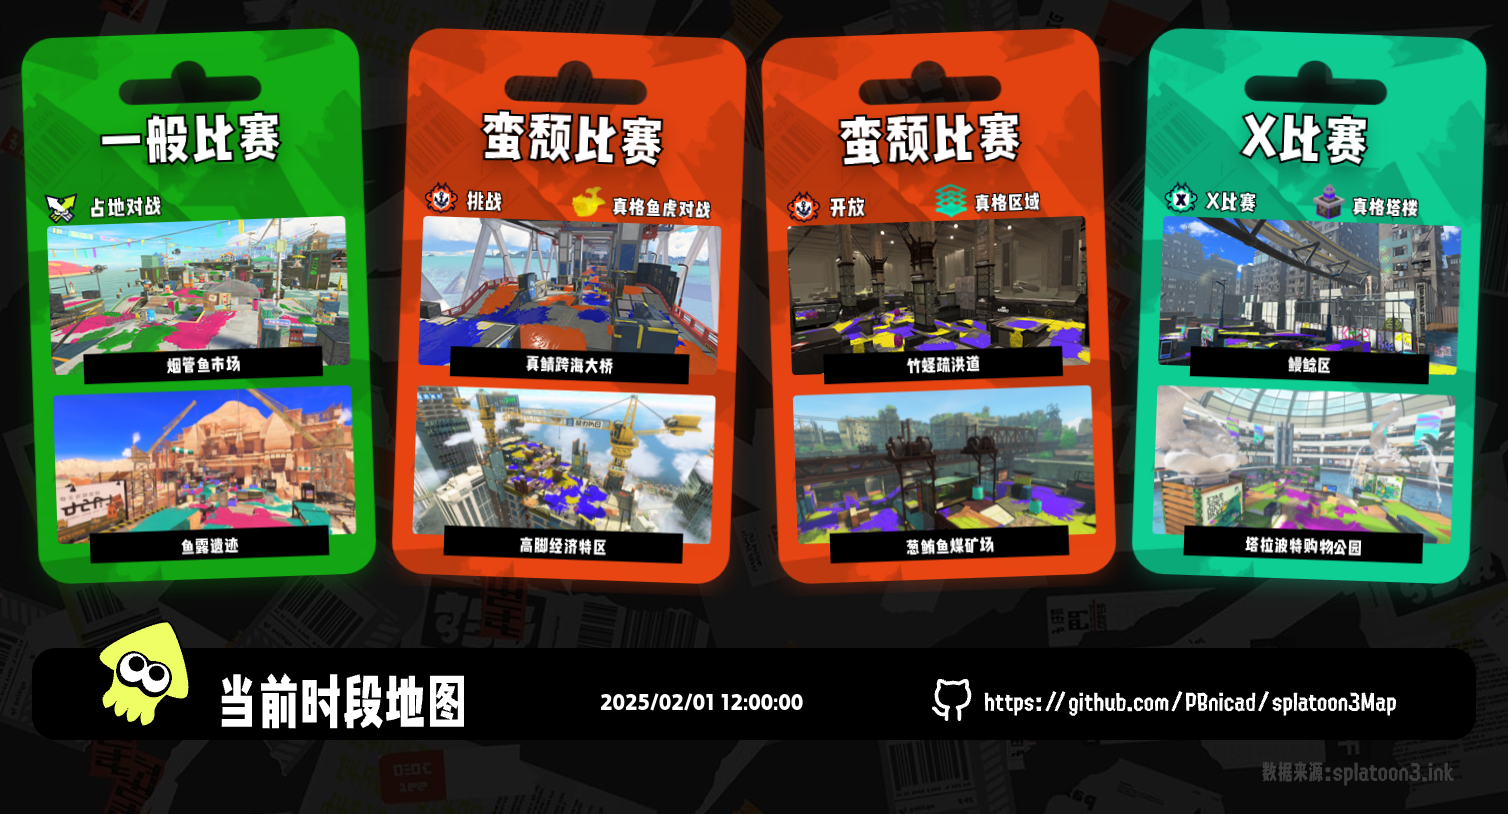 一般比赛
占地对战
烟管鱼市场
鱼露遗迹
蛮颓比赛
挑战
真格鱼虎对战
真鲭跨海大桥
高脚经济特区
蛮颓比赛
开放
真格区域
竹蛏疏洪道
葱鲔鱼煤矿场
X比赛
X比赛
真格塔楼
鳗鲶区
塔拉波特购物公园
当前时段地图
2025/02/01 12:00:00
https://github.com/PBnicad/splatoon3Map
数据来源:splatoon3.ink